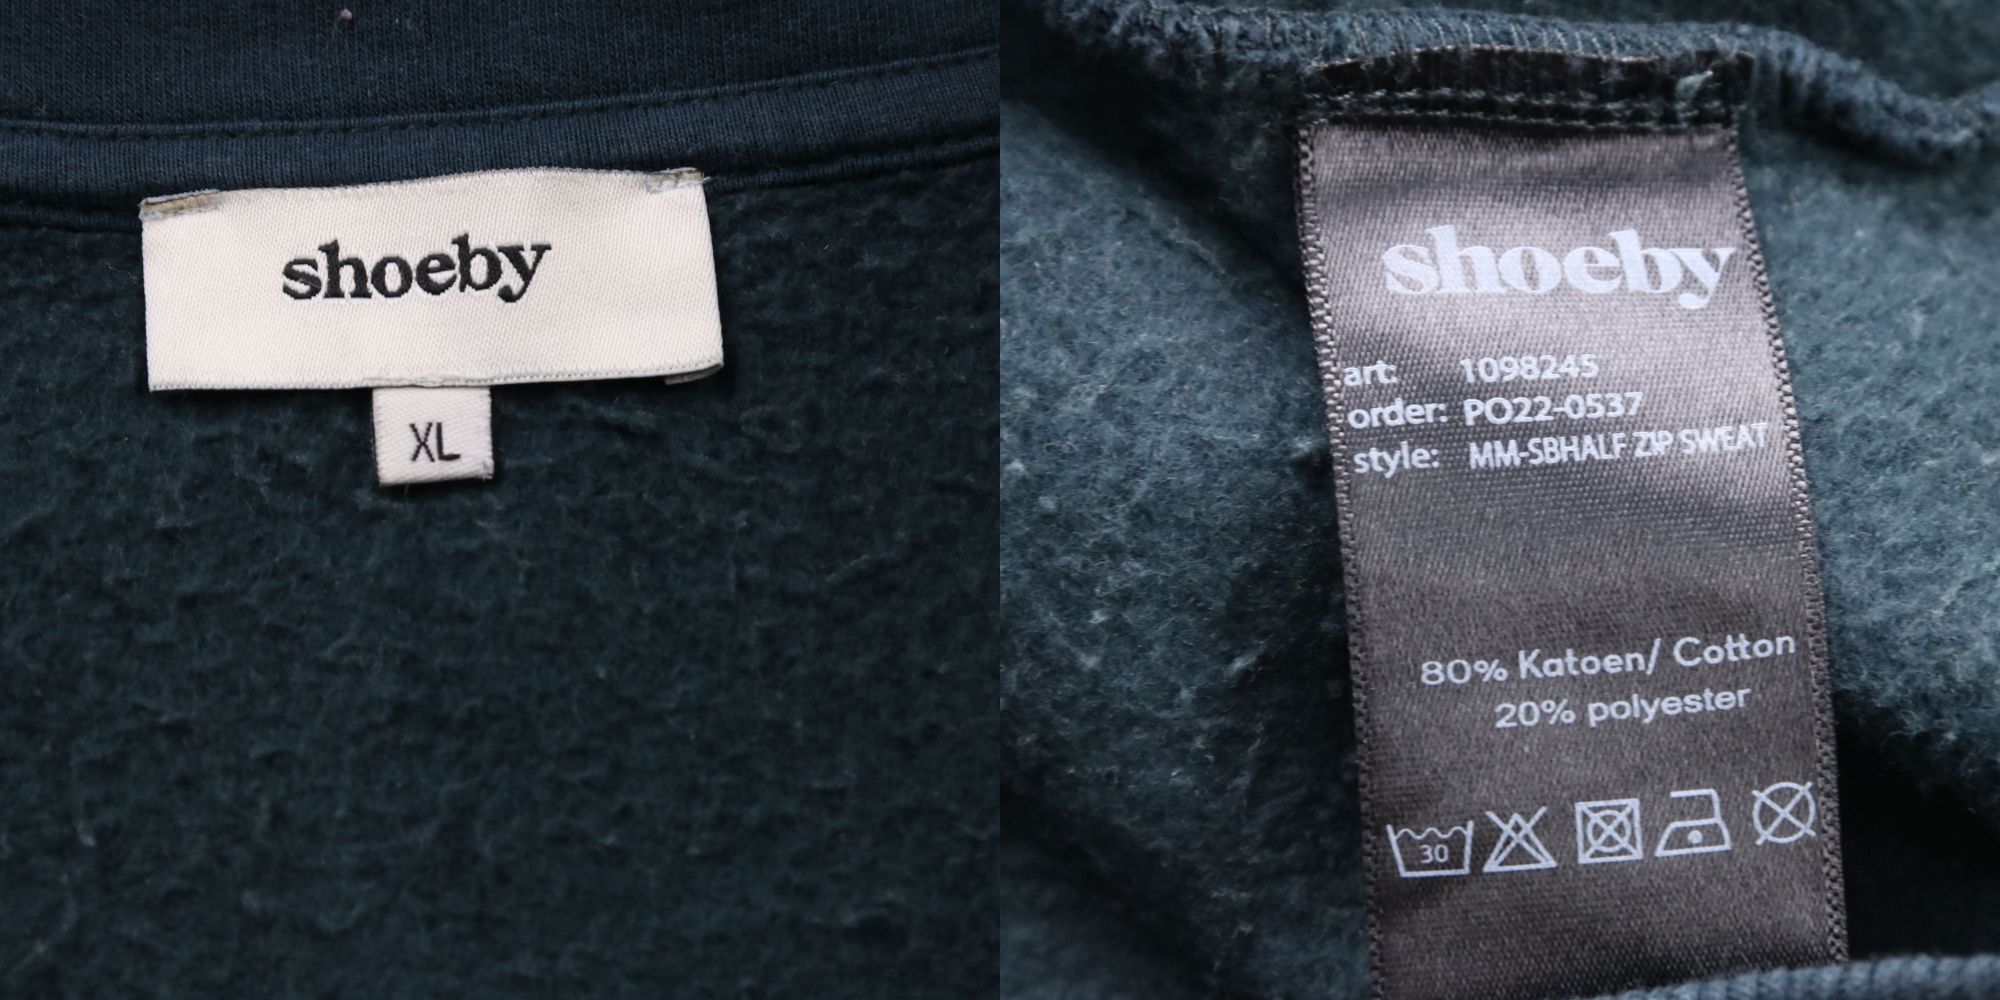 shoeby
XL
shoeby
art: 1098245
order: PO22-0537
style: MM-SBHALF ZIP SWEAT
80% Katoen/ Cotton
20% polyester
30